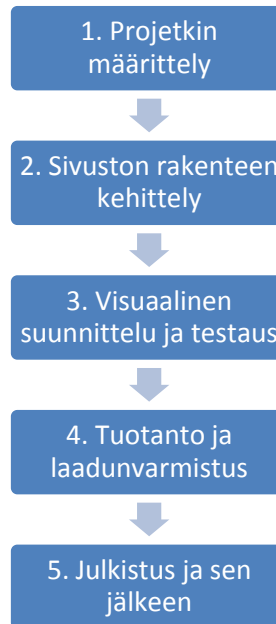 1. Projetkin
määrittely
2. Sivuston rakenteen
kehittely
3. Visuaalinen
suunnittelu ja testaus
4. Tuotanto ja
laadunvarmistus
5. Julkistus ja sen
jälkeen